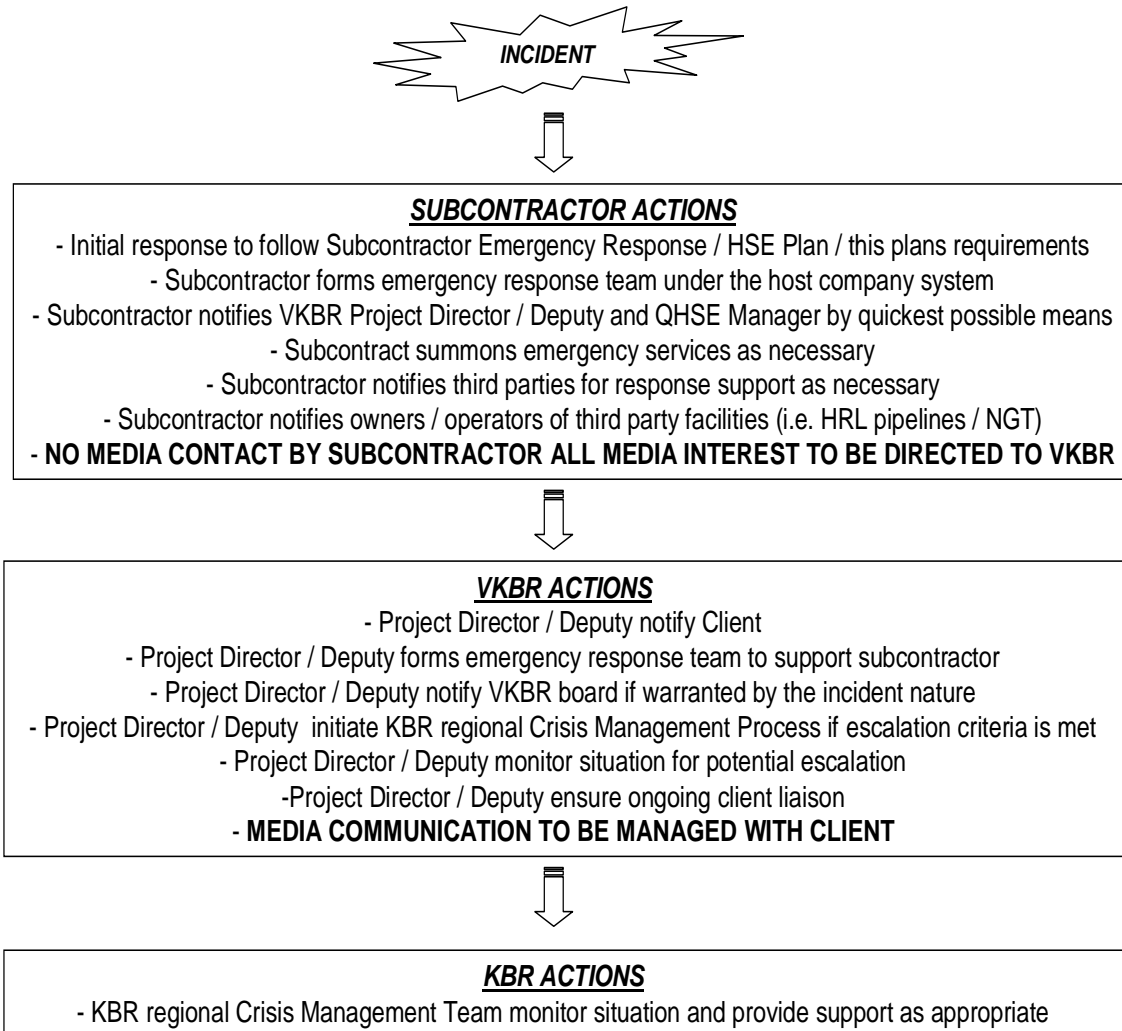 INCIDENT
SUBCONTRACTOR ACTIONS
- Initial response to follow Subcontractor Emergency Response / HSE Plan / this plans requirements
- Subcontractor forms emergency response team under the host company system
- Subcontractor notifies VKBR Project Director / Deputy and QHSE Manager by quickest possible means
- Subcontract summons emergency services as necessary
- Subcontractor notifies third parties for response support as necessary
- Subcontractor notifies owners / operators of third party facilities (i.e. HRL pipelines / NGT)
- NO MEDIA CONTACT BY SUBCONTRACTOR ALL MEDIA INTEREST TO BE DIRECTED TO VKBR
VKBR ACTIONS
- Project Director / Deputy notify Client
- Project Director / Deputy forms emergency response team to support subcontractor
- Project Director / Deputy notify VKBR board if warranted by the incident nature
- Project Director / Deputy  initiate KBR regional Crisis Management Process if escalation criteria is met
- Project Director / Deputy monitor situation for potential escalation
-Project Director / Deputy ensure ongoing client liaison
- MEDIA COMMUNICATION TO BE MANAGED WITH CLIENT
KBR ACTIONS
- KBR regional Crisis Management Team monitor situation and provide support as appropriate